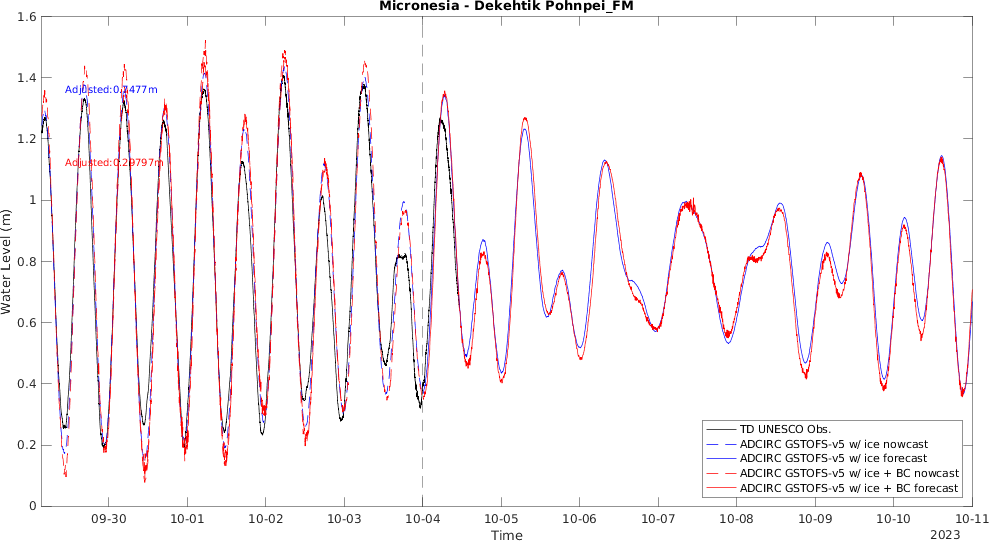 Micronesia - Dekehtik Pohnpei_FM
1.6
1.4
1.2
1
0.8
0.6
0.4
0.2
0
Water Level (m)
Adjusted:0.7477m
Adjusted:0.29797m
TD UNESCO Obs.
ADCIRC GSTOFS-v5 w/ ice nowcast
ADCIRC GSTOFS-v5 w/ ice forecast
ADCIRC GSTOFS-v5 w/ ice + BC nowcast
ADCIRC GSTOFS-v5 w/ ice + BC forecast
09-30 10-01 10-02 10-03 10-04 10-05 10-06 10-07 10-08 10-09 10-10 10-11
Time
2023